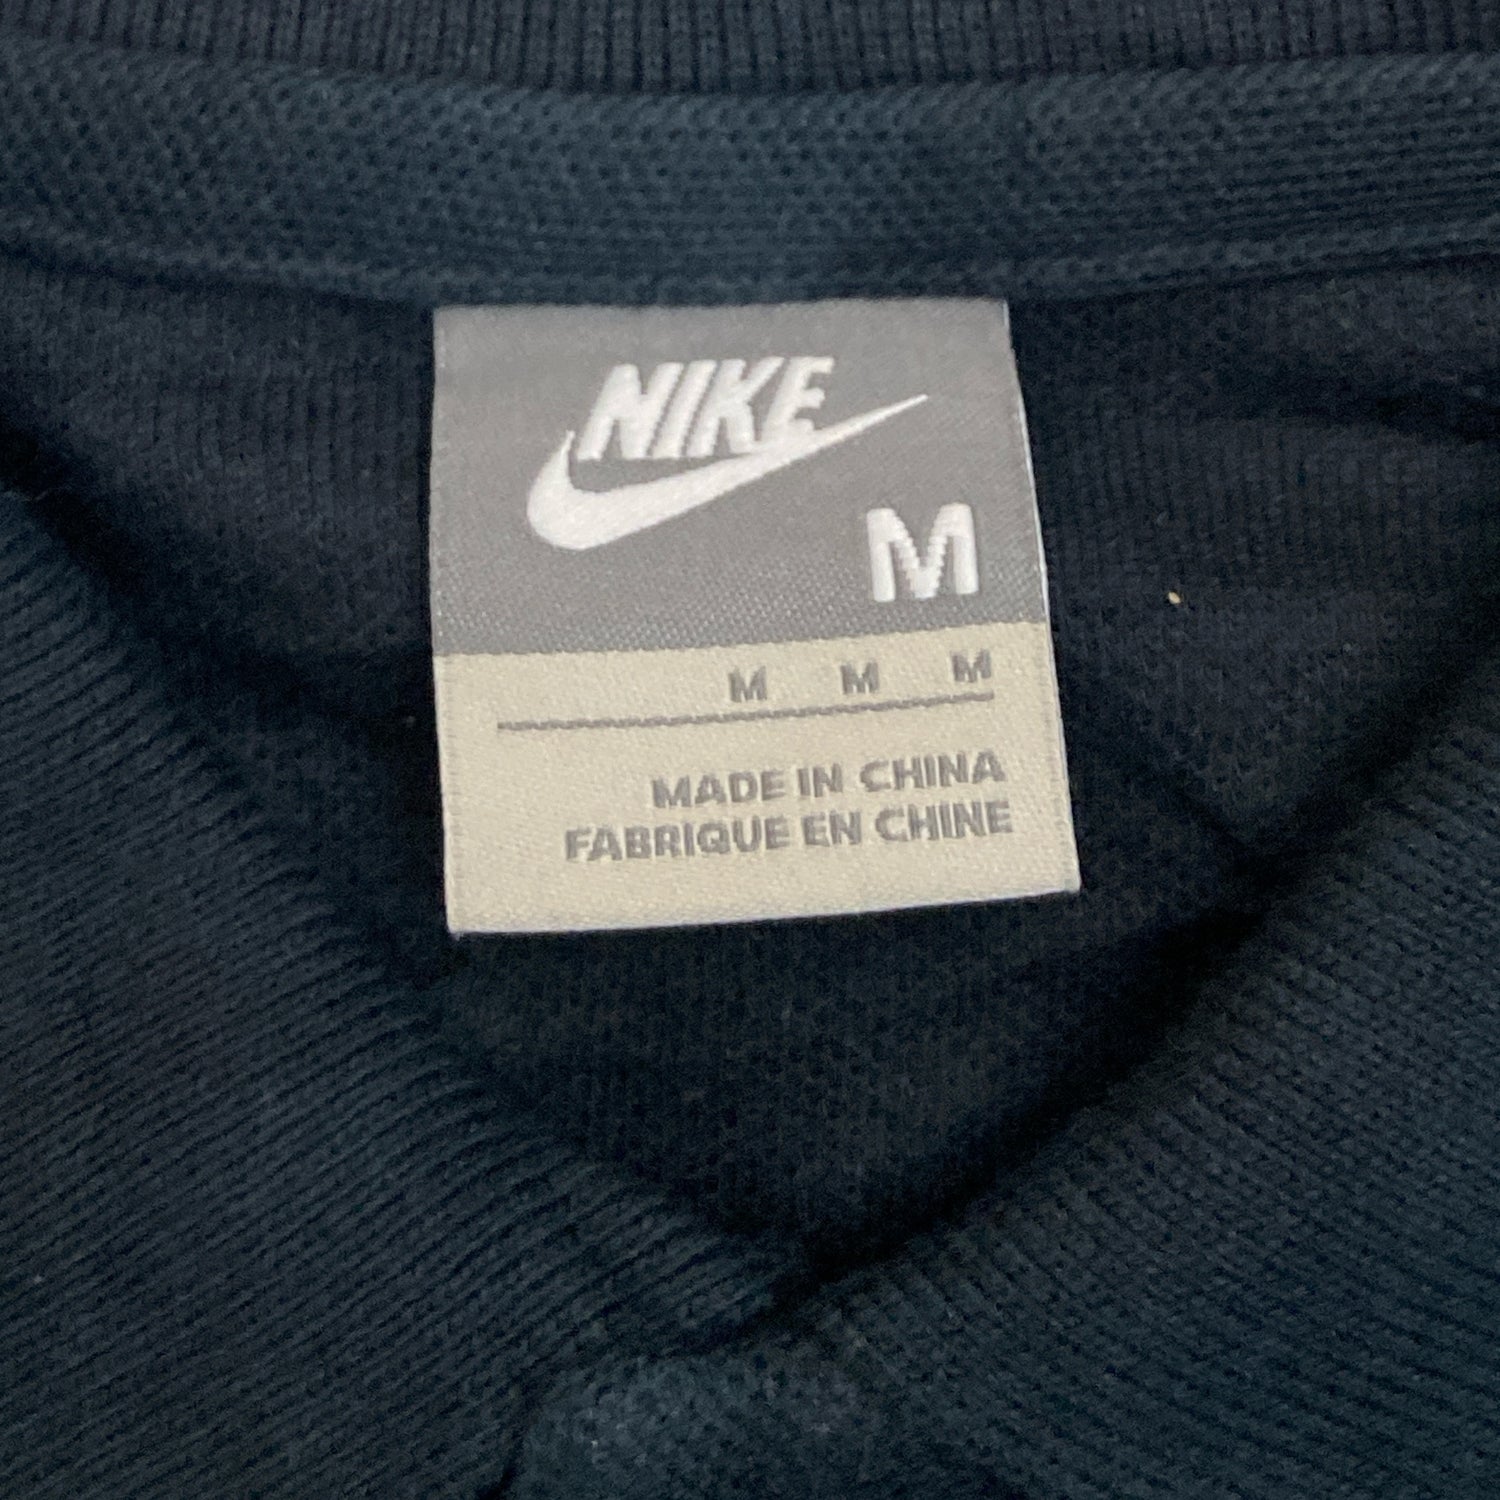 NIKE
M
M M M
MADE IN CHINA
FABRIQUE EN CHINE